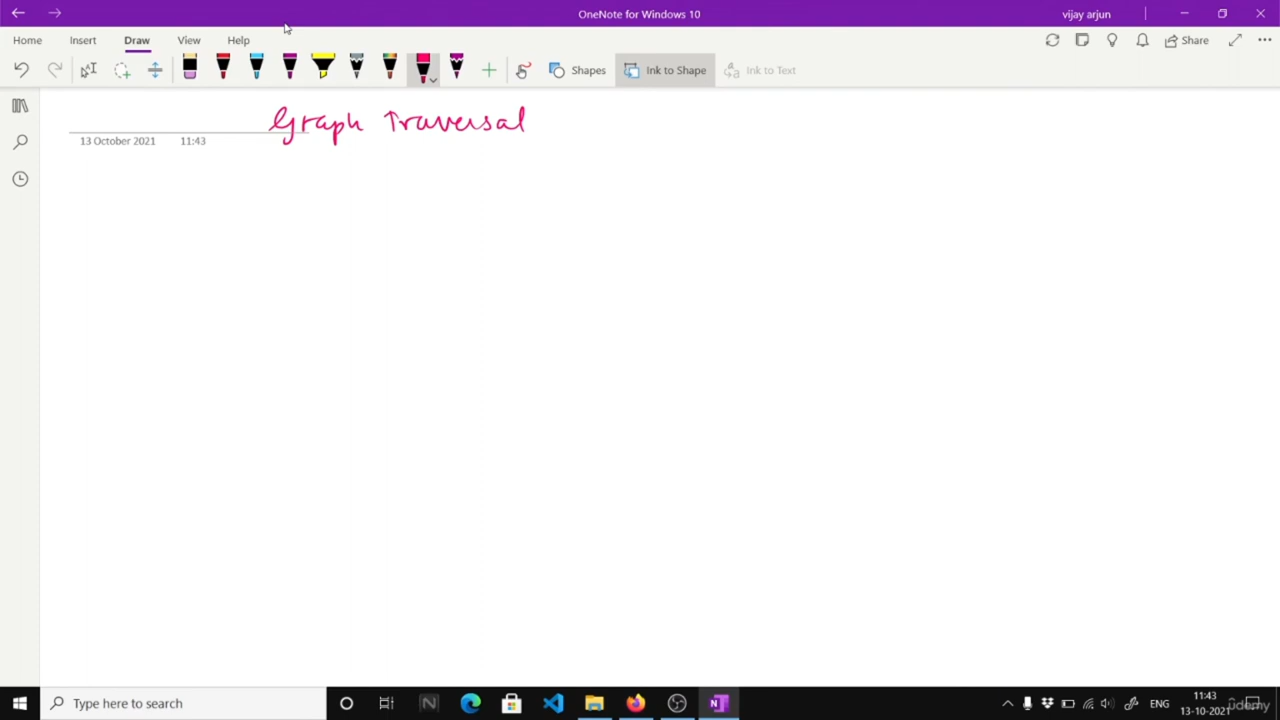 OneNote for Windows 10
vijay arjun
Home
Insert
Draw
View
Help
Share
Shapes
Ink to Shape
Ink to Text
Graph Traversal
13 October 2021
11:43
Type here to search
N
N
ENG
11:43
13-10-2021
ûdemy